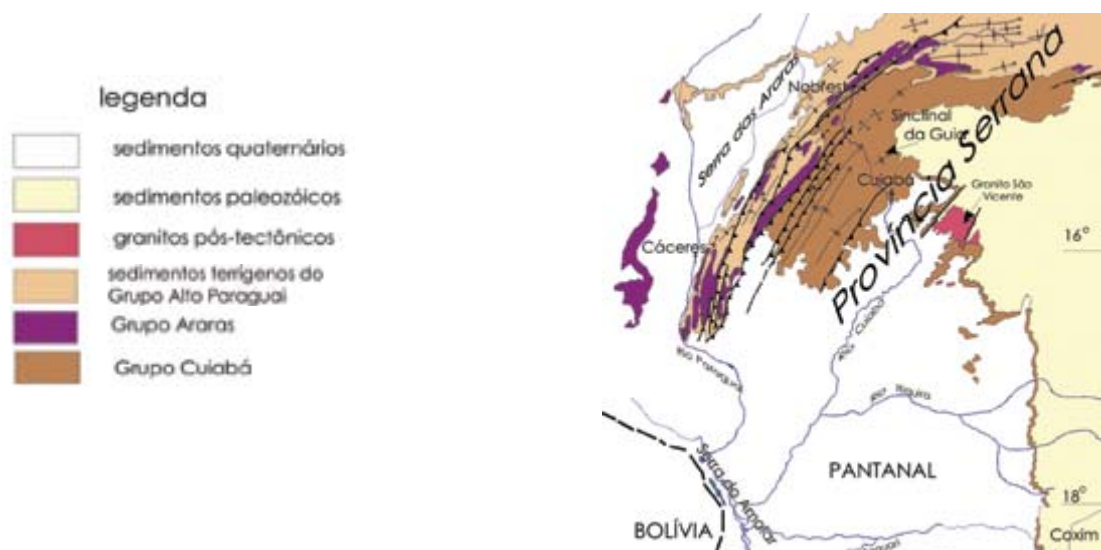 legenda
sedimentos quaternários
sedimentos paleozóicos
granitos pós-tectônicos
sedimentos terrígenos do
Grupo Alto Paraguai
Grupo Araras
Grupo Cuiabá
Serra das Araras
Nobres
Província Serrana
Sinclinal
da Guia
Cuiabá
Granito São
Vicente
16°
Cáceres
Rio Cuiabá
Rio Paraguai
Rio Itiquira
Serra do Amolar
PANTANAL
18°
BOLÍVIA
Coxim